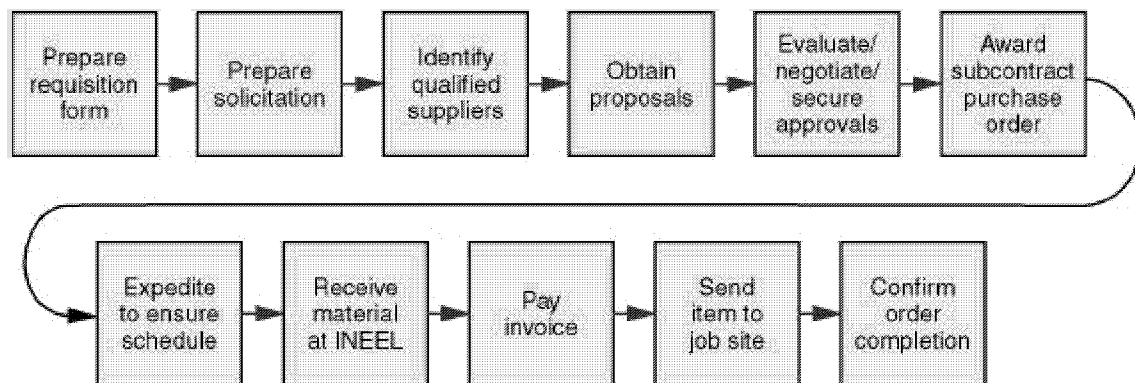 Prepare
requisition
form
Prepare
solicitation
Identify
qualified
suppliers
Obtain
proposals
Evaluate/
negotiate/
secure
approvals
Award
subcontract
purchase
order
Expedite
to ensure
schedule
Receive
material
at INEEL
Pay
invoice
Send
item to
job site
Confirm
order
completion